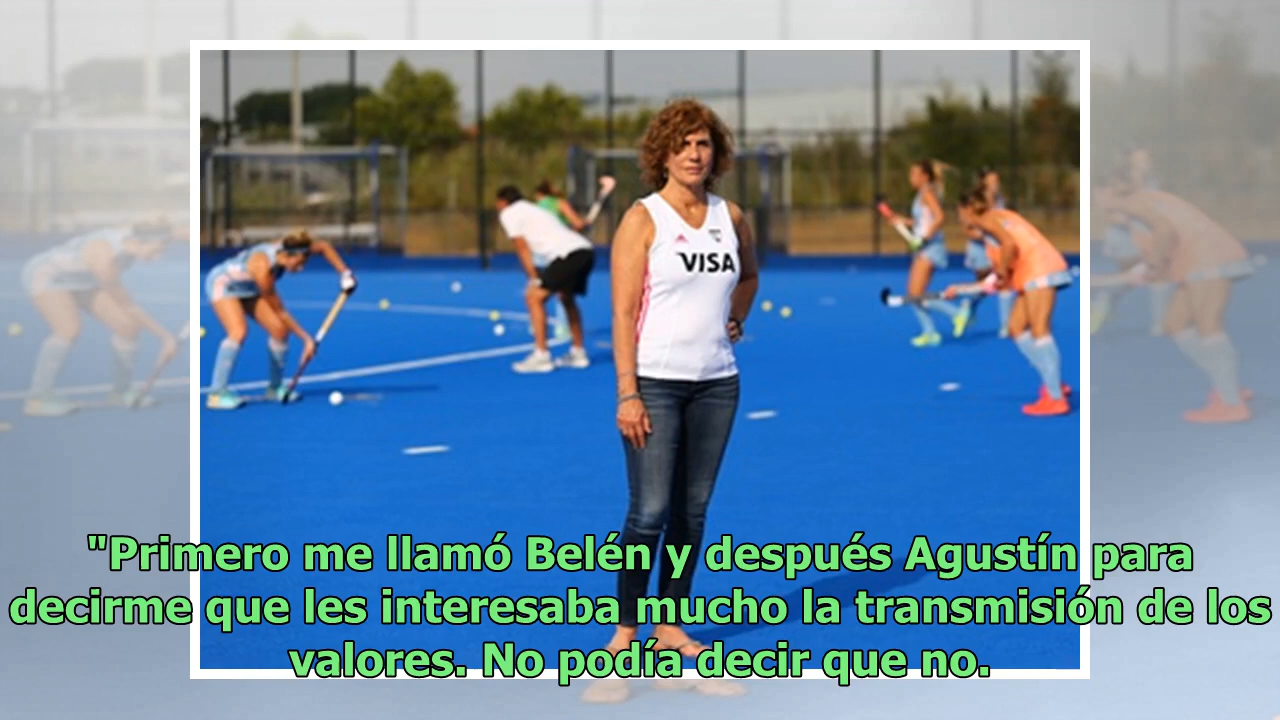 VISA
"Primero me llamó Belén y después Agustín para
decirme que les interesaba mucho la transmisión de los
valores. No podía decir que no.